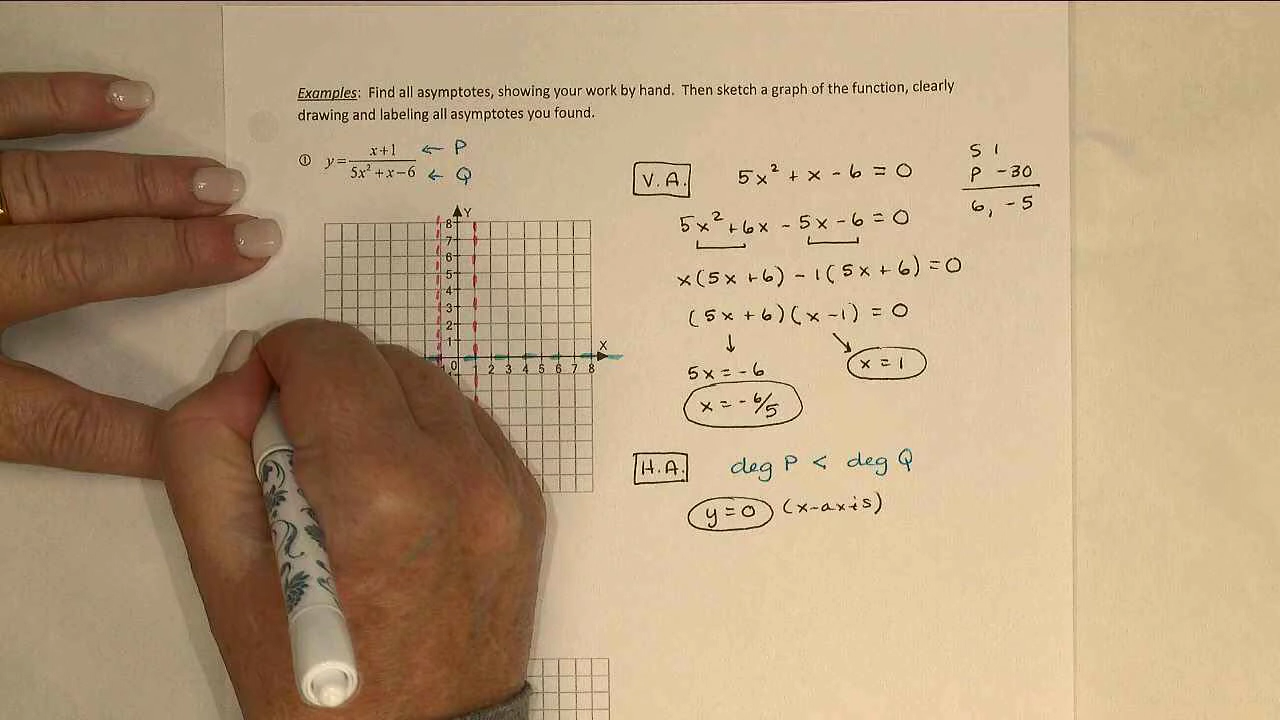 Examples: Find all asymptotes, showing your work by hand. Then sketch a graph of the function, clearly
drawing and labeling all asymptotes you found.
① y = (x+1)/(5x²+x−6) ← P ← Q
Y
8
7
6
5
4
3
2
1
X
0 2 3 4 5 6 7 8
V.A. 5x² + x − 6 = 0
5x² + 6x − 5x − 6 = 0
x(5x + 6) − 1(5x + 6) = 0
(5x + 6)(x − 1) = 0
↓ ↘
5x = −6 x = 1
x = −6/5
S 1
P −30
6, −5
H.A. deg P < deg Q
y = 0 (x-axis)